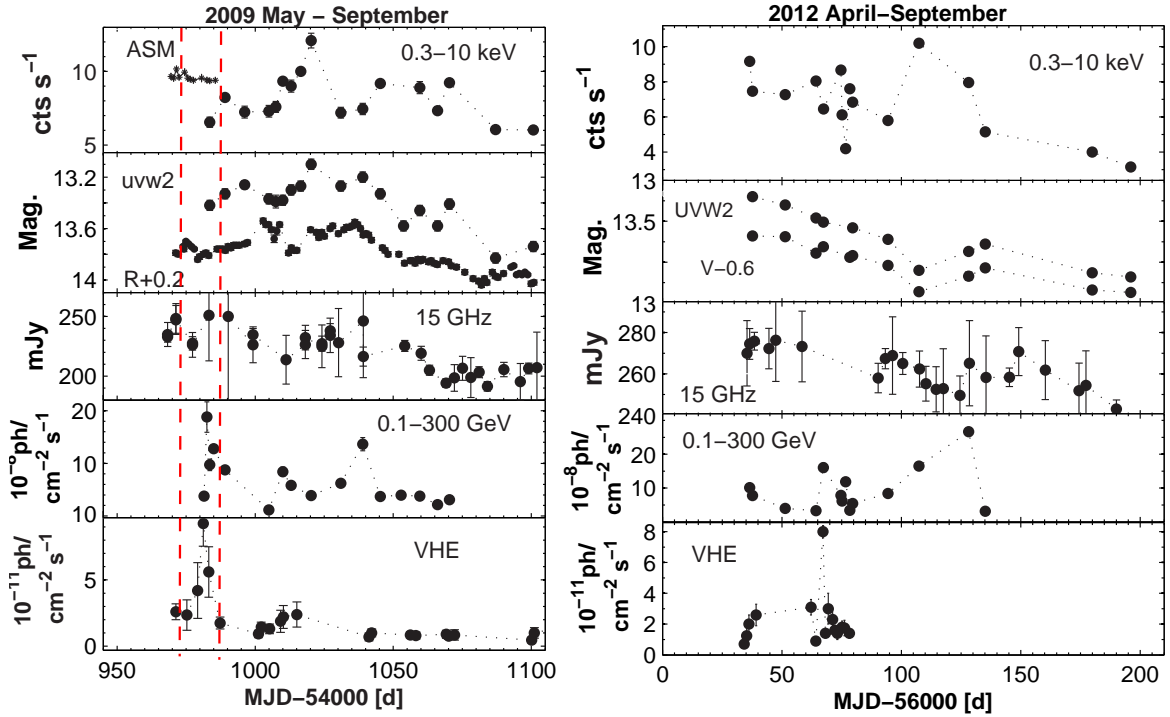 2009 May – September
ASM
0.3–10 keV
cts s⁻¹
10
5
uvw2
R+0.2
Mag.
13.2
13.6
14
15 GHz
mJy
250
200
0.1–300 GeV
10⁻⁸ph/
cm⁻² s⁻¹
20
10
10
VHE
10⁻¹¹ph/
cm⁻² s⁻¹
5
0
950
1000
1050
1100
MJD–54000 [d]
2012 April–September
0.3–10 keV
cts s⁻¹
10
8
6
4
UVW2
V–0.6
Mag.
13
13.5
13
15 GHz
mJy
280
260
240
0.1–300 GeV
10⁻⁸ph/
cm⁻² s⁻¹
30
20
10
VHE
10⁻¹¹ph/
cm⁻² s⁻¹
8
6
4
2
0
0
50
100
150
200
MJD–56000 [d]